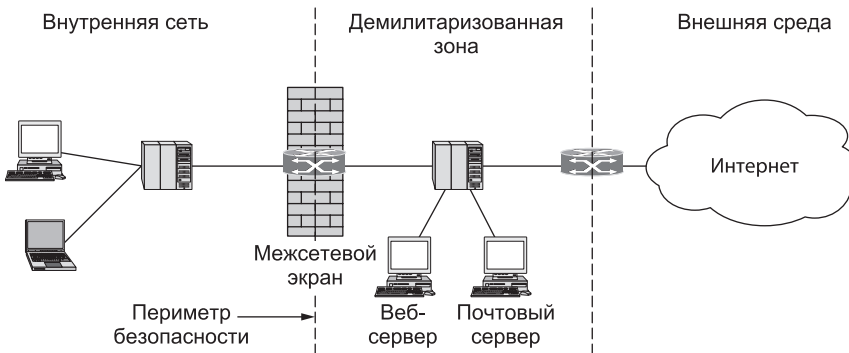 Внутренняя сеть
Демилитаризованная
зона
Внешняя среда
Интернет
Межсетевой
экран
Периметр
безопасности
Веб-
сервер
Почтовый
сервер